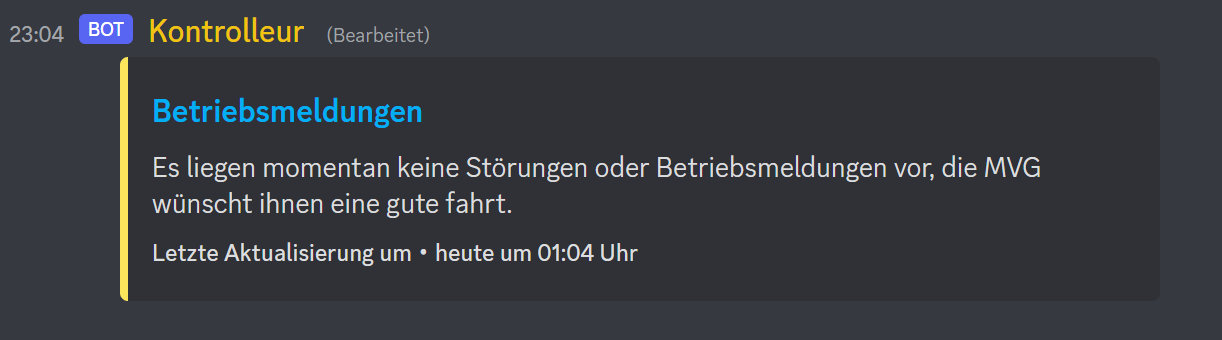 23:04 BOT Kontrolleur (Bearbeitet)
Betriebsmeldungen
Es liegen momentan keine Störungen oder Betriebsmeldungen vor, die MVG
wünscht ihnen eine gute fahrt.
Letzte Aktualisierung um • heute um 01:04 Uhr